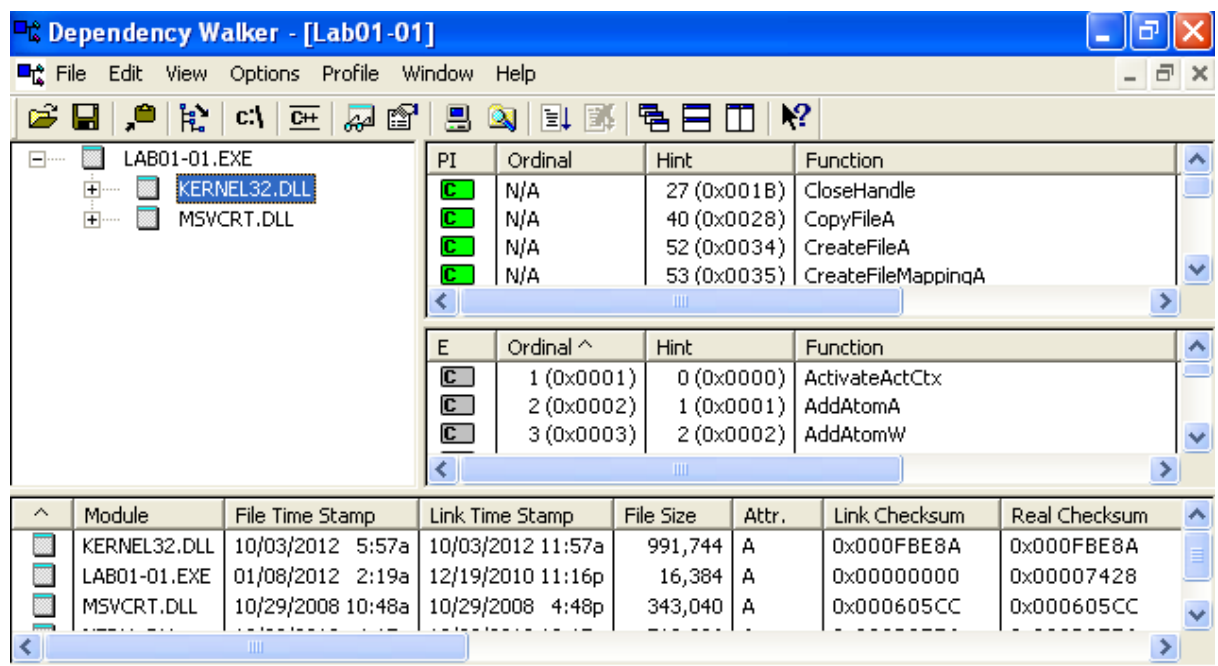 Dependency Walker - [Lab01-01]
File Edit View Options Profile Window Help
C:\ C++
LAB01-01.EXE
KERNEL32.DLL
MSVCRT.DLL
PI Ordinal Hint Function
C N/A 27 (0x001B) CloseHandle
C N/A 40 (0x0028) CopyFileA
C N/A 52 (0x0034) CreateFileA
C N/A 53 (0x0035) CreateFileMappingA
E Ordinal ^ Hint Function
C 1 (0x0001) 0 (0x0000) ActivateActCtx
C 2 (0x0002) 1 (0x0001) AddAtomA
C 3 (0x0003) 2 (0x0002) AddAtomW
^ Module File Time Stamp Link Time Stamp File Size Attr. Link Checksum Real Checksum
KERNEL32.DLL 10/03/2012 5:57a 10/03/2012 11:57a 991,744 A 0x000FBE8A 0x000FBE8A
LAB01-01.EXE 01/08/2012 2:19a 12/19/2010 11:16p 16,384 A 0x00000000 0x00007428
MSVCRT.DLL 10/29/2008 10:48a 10/29/2008 4:48p 343,040 A 0x000605CC 0x000605CC